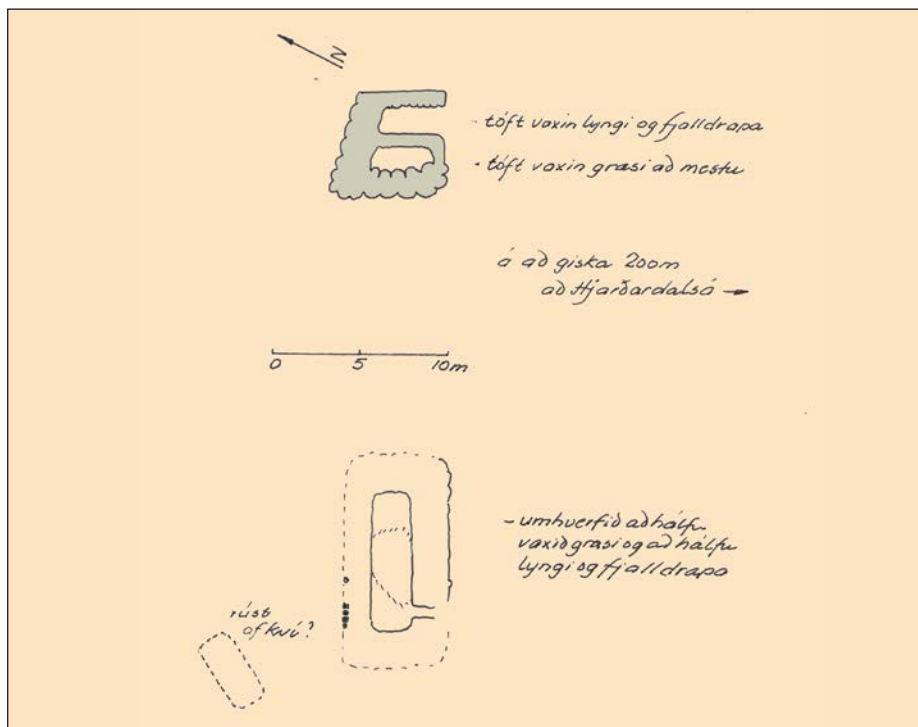 N
- tóft vaxin lyngi og fjalldrapa
- tóft vaxin grasi að mestu
á að giska 200m
að Hjarðardalsá →
0 5 10m
- umhverfið að hálfu
vaxið grasi og að hálfu
lyngi og fjalldrapa
rúst
af kví?